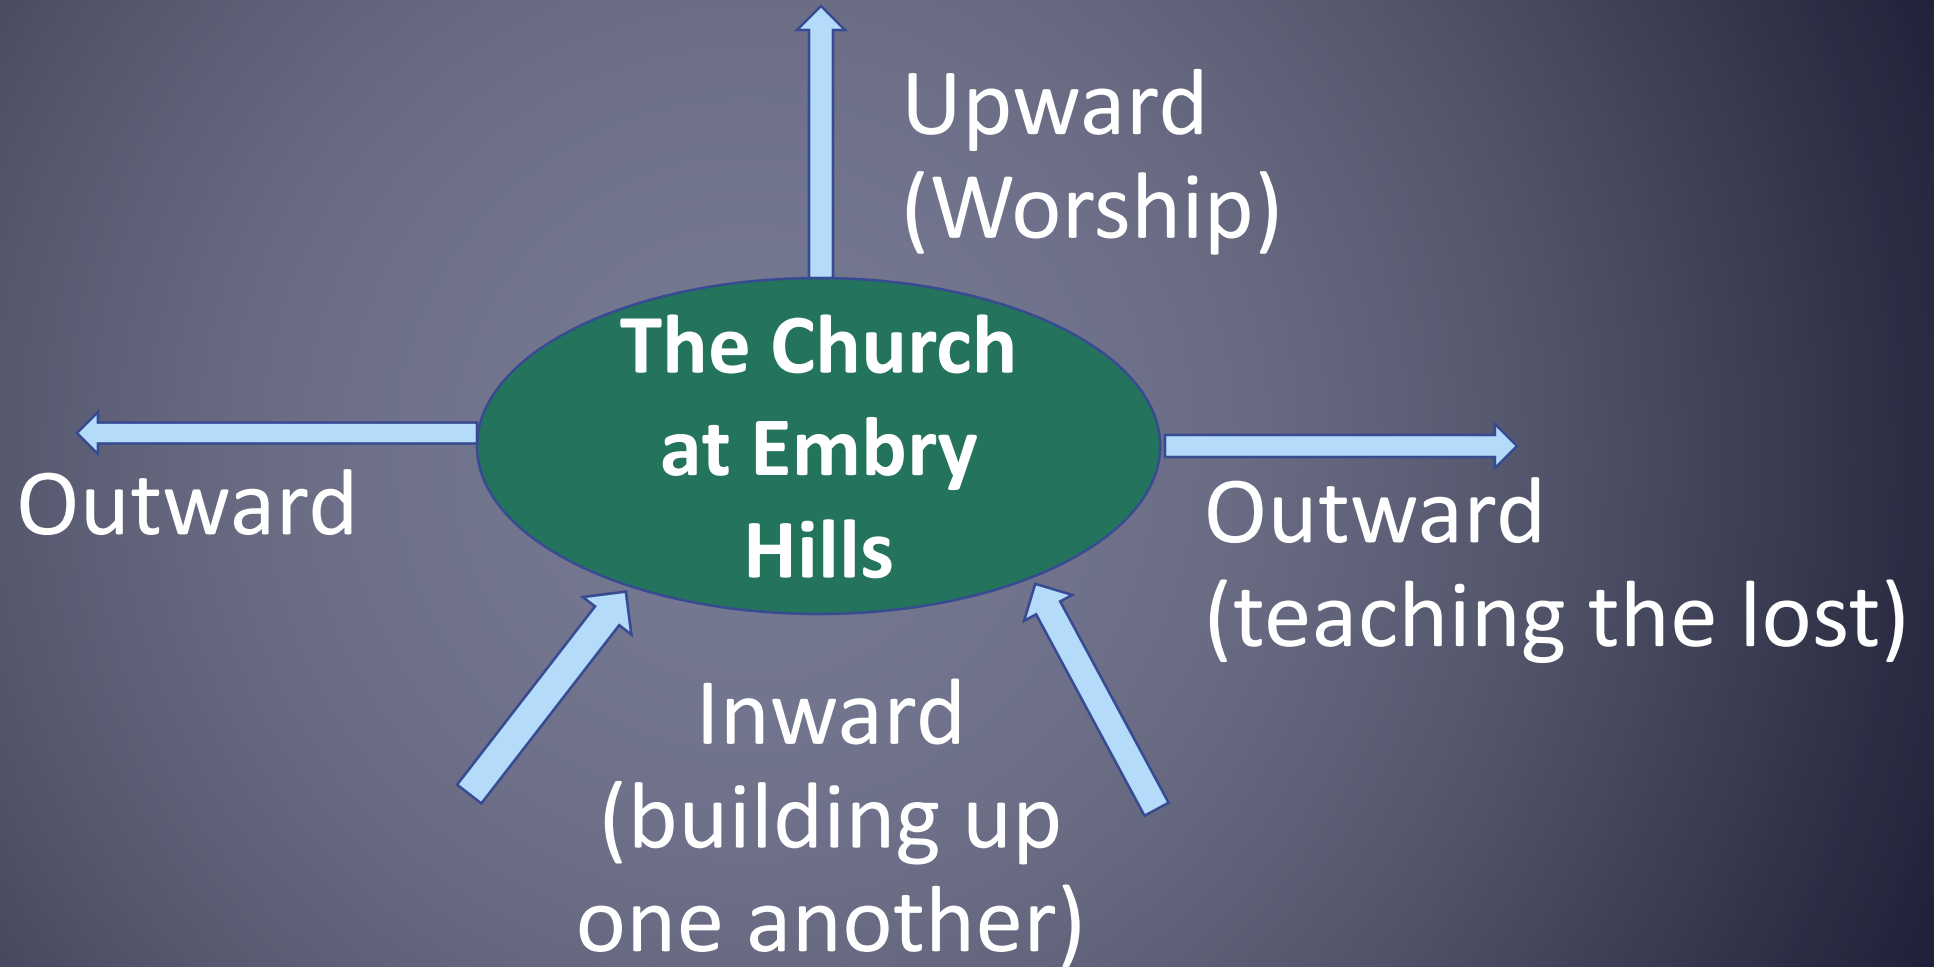 Upward
(Worship)
The Church
at Embry
Hills
Outward
Outward
(teaching the lost)
Inward
(building up
one another)